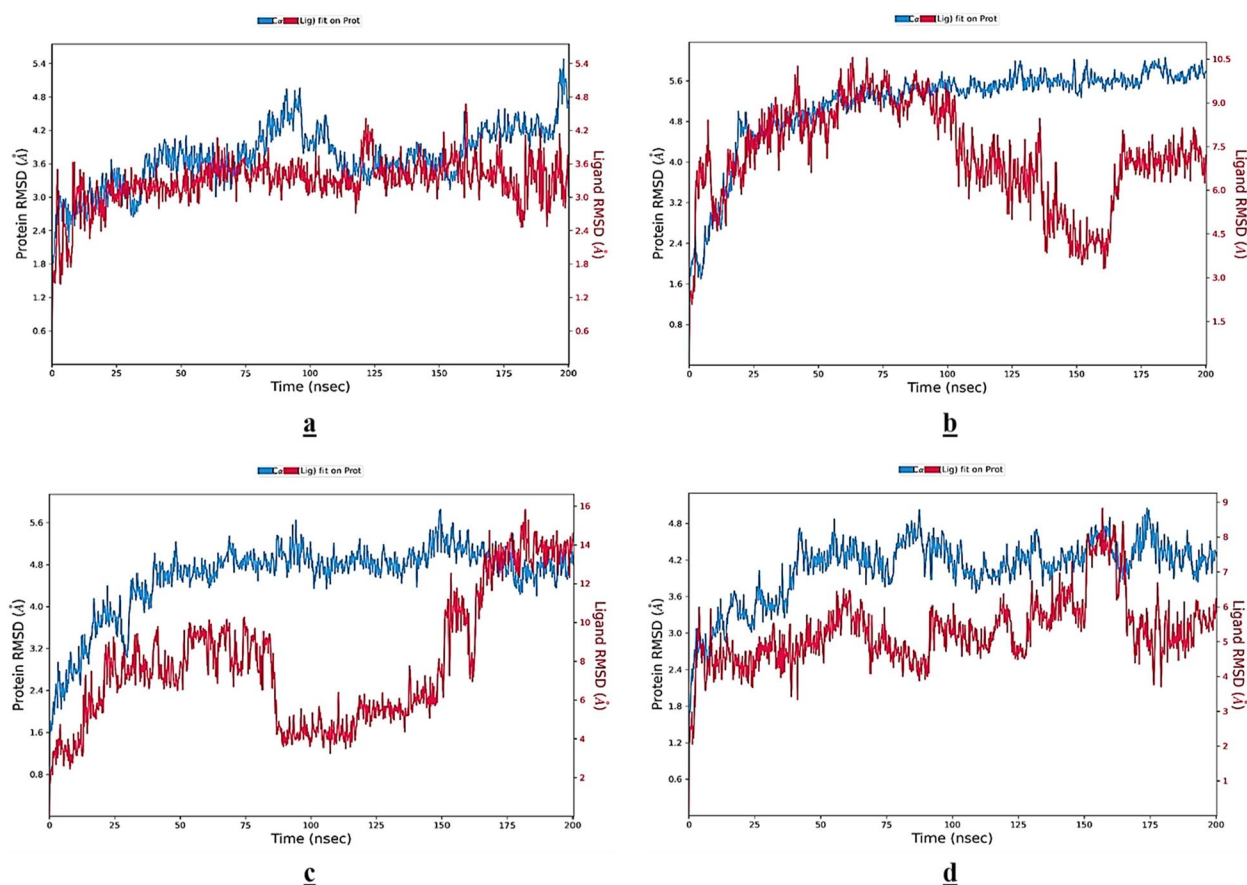 Cα (Lig) fit on Prot
Protein RMSD (Å)
5.4
4.8
4.2
3.6
3.0
2.4
1.8
1.2
0.6
5.4
4.8
4.2
3.6
3.0
2.4
1.8
1.2
0.6
Ligand RMSD (Å)
0 25 50 75 100 125 150 175 200
Time (nsec)
a
Cα (Lig) fit on Prot
Protein RMSD (Å)
5.6
4.8
4.0
3.2
2.4
1.6
0.8
10.5
9.0
7.5
6.0
4.5
3.0
1.5
Ligand RMSD (Å)
0 25 50 75 100 125 150 175 200
Time (nsec)
b
Cα (Lig) fit on Prot
Protein RMSD (Å)
5.6
4.8
4.0
3.2
2.4
1.6
0.8
16
14
12
10
8
6
4
2
Ligand RMSD (Å)
0 25 50 75 100 125 150 175 200
Time (nsec)
c
Cα (Lig) fit on Prot
Protein RMSD (Å)
4.8
4.2
3.6
3.0
2.4
1.8
1.2
0.6
9
8
7
6
5
4
3
2
1
Ligand RMSD (Å)
0 25 50 75 100 125 150 175 200
Time (nsec)
d